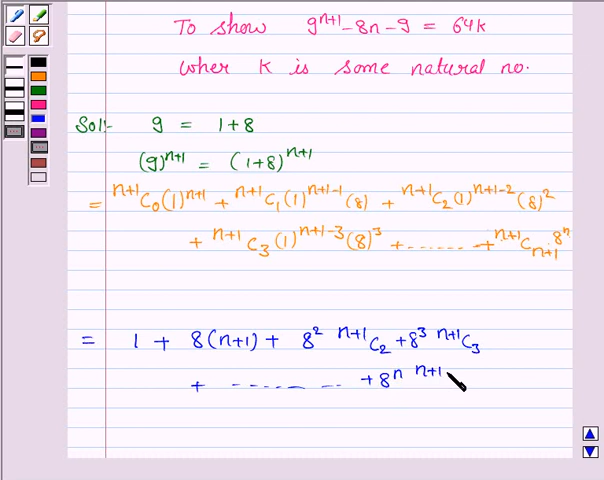 To show 9ⁿ⁺¹ - 8n - 9 = 64k
wher k is some natural no.
Sol:- 9 = 1+8
(9)ⁿ⁺¹ = (1+8)ⁿ⁺¹
= ⁿ⁺¹C₀(1)ⁿ⁺¹ + ⁿ⁺¹C₁(1)ⁿ⁺¹⁻¹(8) + ⁿ⁺¹C₂(1)ⁿ⁺¹⁻²(8)²
+ ⁿ⁺¹C₃(1)ⁿ⁺¹⁻³(8)³ + ....... + ⁿ⁺¹Cₙ₊₁ 8ⁿ
= 1 + 8(n+1) + 8² ⁿ⁺¹C₂ + 8³ ⁿ⁺¹C₃
+ ........... + 8ⁿ ⁿ⁺¹